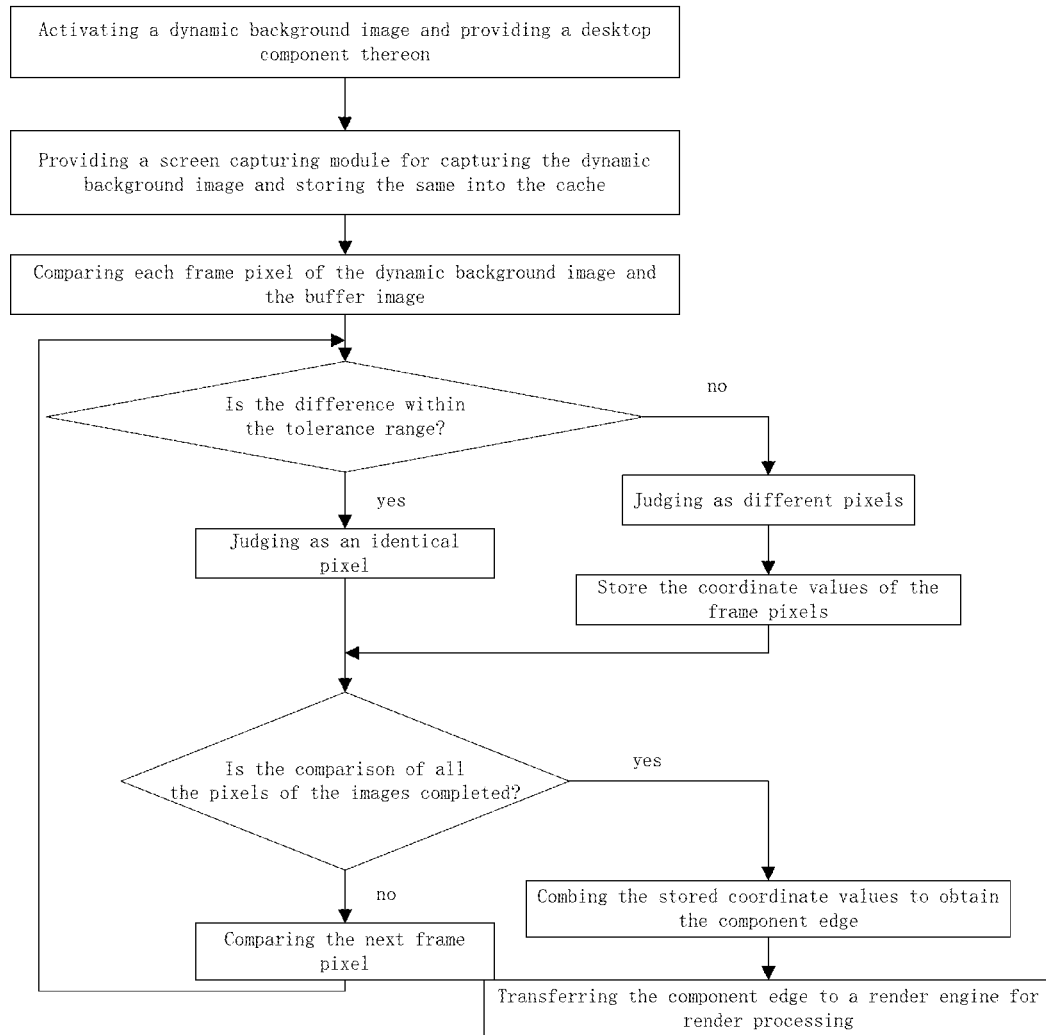 Activating a dynamic background image and providing a desktop
component thereon
Providing a screen capturing module for capturing the dynamic
background image and storing the same into the cache
Comparing each frame pixel of the dynamic background image and
the buffer image
Is the difference within
the tolerance range?
no
yes
Judging as different pixels
Judging as an identical
pixel
Store the coordinate values of the
frame pixels
Is the comparison of all
the pixels of the images completed?
yes
no
Combing the stored coordinate values to obtain
the component edge
Comparing the next frame
pixel
Transferring the component edge to a render engine for
render processing